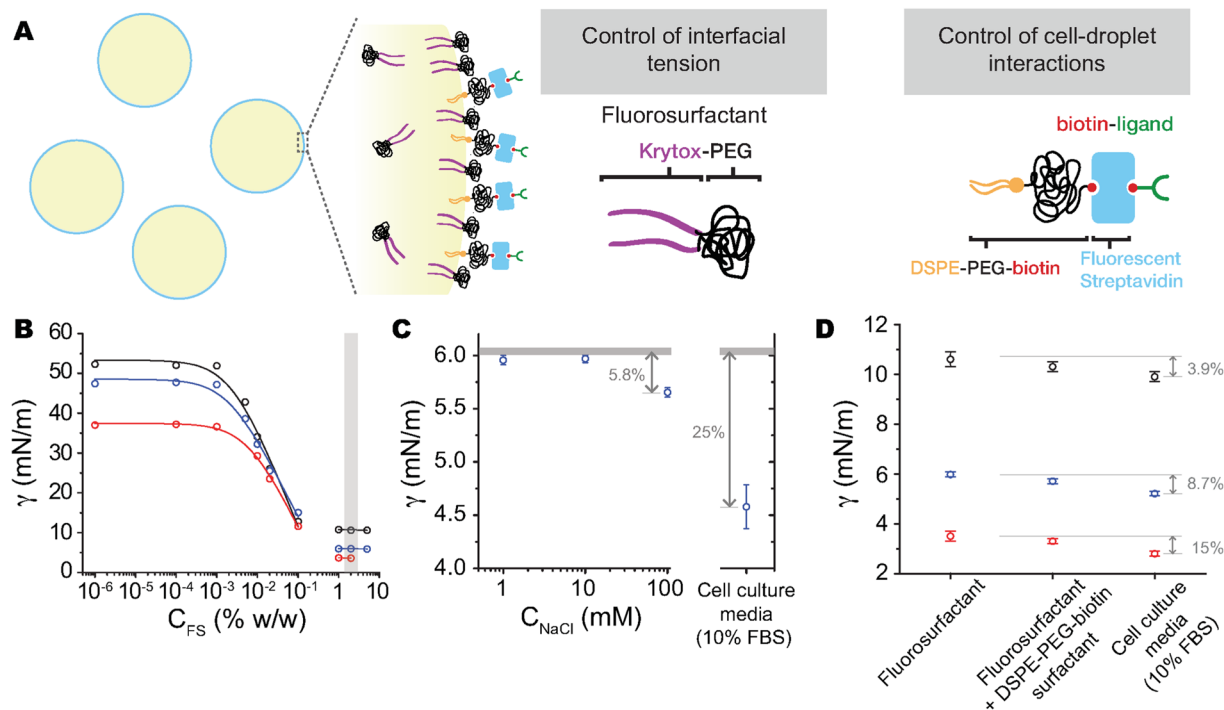 A
Control of interfacial
tension
Fluorosurfactant
Krytox-PEG
Control of cell-droplet
interactions
biotin-ligand
DSPE-PEG-biotin
Fluorescent
Streptavidin
B
γ (mN/m)
60
50
40
30
20
10
0
10⁻⁶ 10⁻⁵ 10⁻⁴ 10⁻³ 10⁻² 10⁻¹ 1 10
C_FS (% w/w)
C
γ (mN/m)
6.0
5.5
5.0
4.5
4.0
5.8%
25%
1 10 100
C_NaCl (mM)
Cell culture
media
(10% FBS)
D
γ (mN/m)
12
10
8
6
4
2
3.9%
8.7%
15%
Fluorosurfactant
Fluorosurfactant
+ DSPE-PEG-biotin
surfactant
Cell culture
media
(10% FBS)